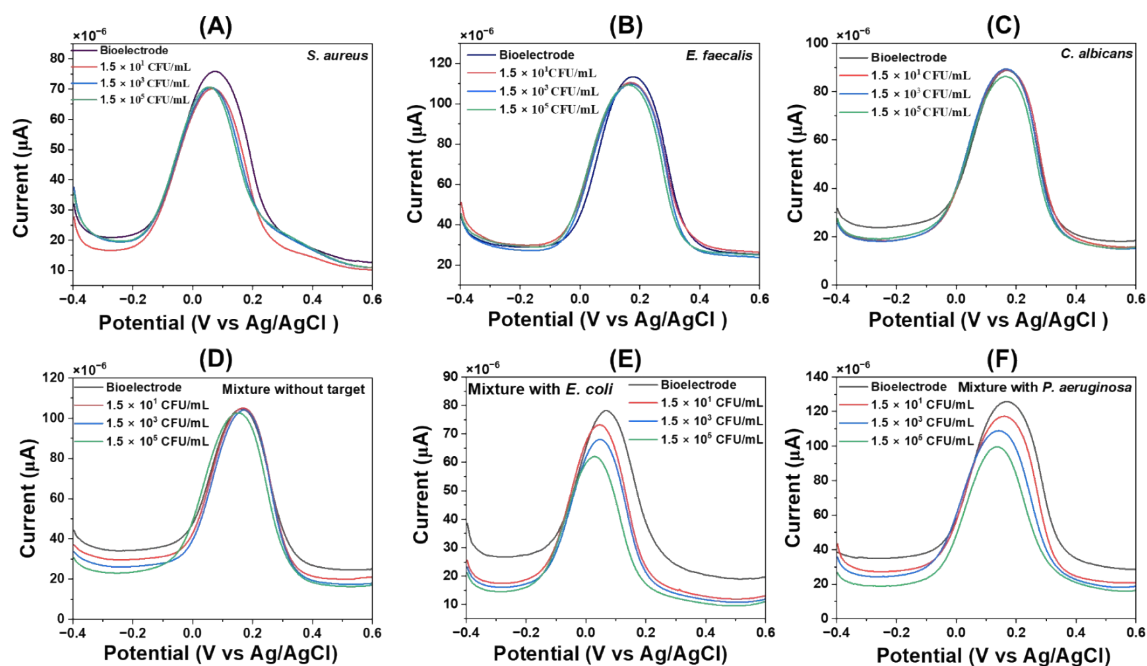 (A)
×10⁻⁶
Bioelectrode
1.5 × 10¹ CFU/mL
1.5 × 10³ CFU/mL
1.5 × 10⁵ CFU/mL
S. aureus
80
70
60
50
40
30
20
10
Current (µA)
−0.4 −0.2 0.0 0.2 0.4 0.6
Potential (V vs Ag/AgCl )
(B)
×10⁻⁶
Bioelectrode
1.5 × 10¹ CFU/mL
1.5 × 10³ CFU/mL
1.5 × 10⁵ CFU/mL
E. faecalis
120
100
80
60
40
20
Current (µA)
−0.4 −0.2 0.0 0.2 0.4 0.6
Potential (V vs Ag/AgCl )
(C)
×10⁻⁶
Bioelectrode
1.5 × 10¹ CFU/mL
1.5 × 10³ CFU/mL
1.5 × 10⁵ CFU/mL
C. albicans
100
80
60
40
20
0
Current (µA)
−0.4 −0.2 0.0 0.2 0.4 0.6
Potential (V vs Ag/AgCl )
(D)
×10⁻⁶
Bioelectrode
1.5 × 10¹ CFU/mL
1.5 × 10³ CFU/mL
1.5 × 10⁵ CFU/mL
Mixture without target
120
100
80
60
40
20
0
Current (µA)
−0.4 −0.2 0.0 0.2 0.4 0.6
Potential (V vs Ag/AgCl )
(E)
×10⁻⁶
Mixture with E. coli
Bioelectrode
1.5 × 10¹ CFU/mL
1.5 × 10³ CFU/mL
1.5 × 10⁵ CFU/mL
90
80
70
60
50
40
30
20
10
Current (µA)
−0.4 −0.2 0.0 0.2 0.4 0.6
Potential (V vs Ag/AgCl )
(F)
×10⁻⁶
Bioelectrode
1.5 × 10¹ CFU/mL
1.5 × 10³ CFU/mL
1.5 × 10⁵ CFU/mL
Mixture with P. aeruginosa
140
120
100
80
60
40
20
0
Current (µA)
−0.4 −0.2 0.0 0.2 0.4 0.6
Potential (V vs Ag/AgCl )